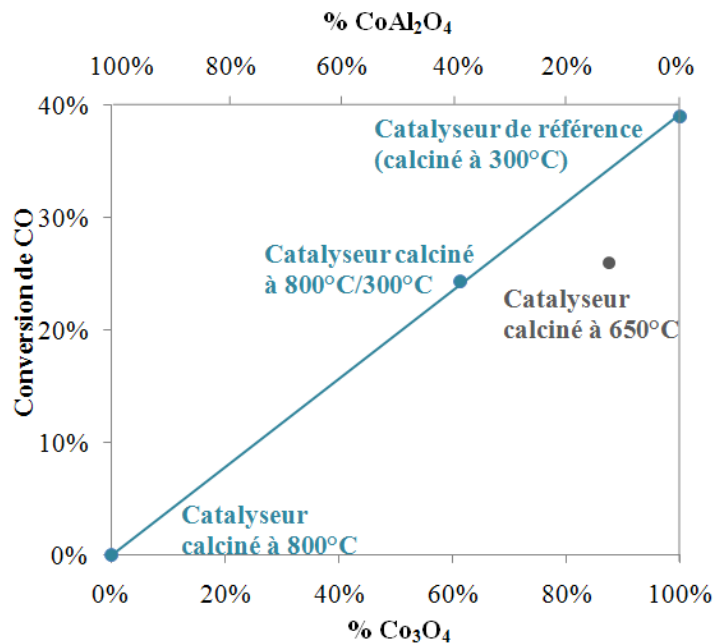 % CoAl₂O₄
100% 80% 60% 40% 20% 0%
40%
Catalyseur de référence
(calciné à 300°C)
30%
Catalyseur calciné
à 800°C/300°C
Catalyseur
calciné à 650°C
20%
10%
Catalyseur
calciné à 800°C
0%
Conversion de CO
0% 20% 40% 60% 80% 100%
% Co₃O₄